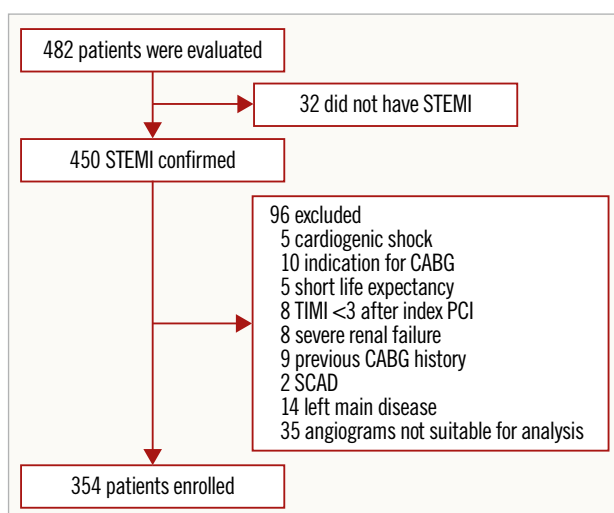 482 patients were evaluated
32 did not have STEMI
450 STEMI confirmed
96 excluded
5 cardiogenic shock
10 indication for CABG
5 short life expectancy
8 TIMI <3 after index PCI
8 severe renal failure
9 previous CABG history
2 SCAD
14 left main disease
35 angiograms not suitable for analysis
354 patients enrolled